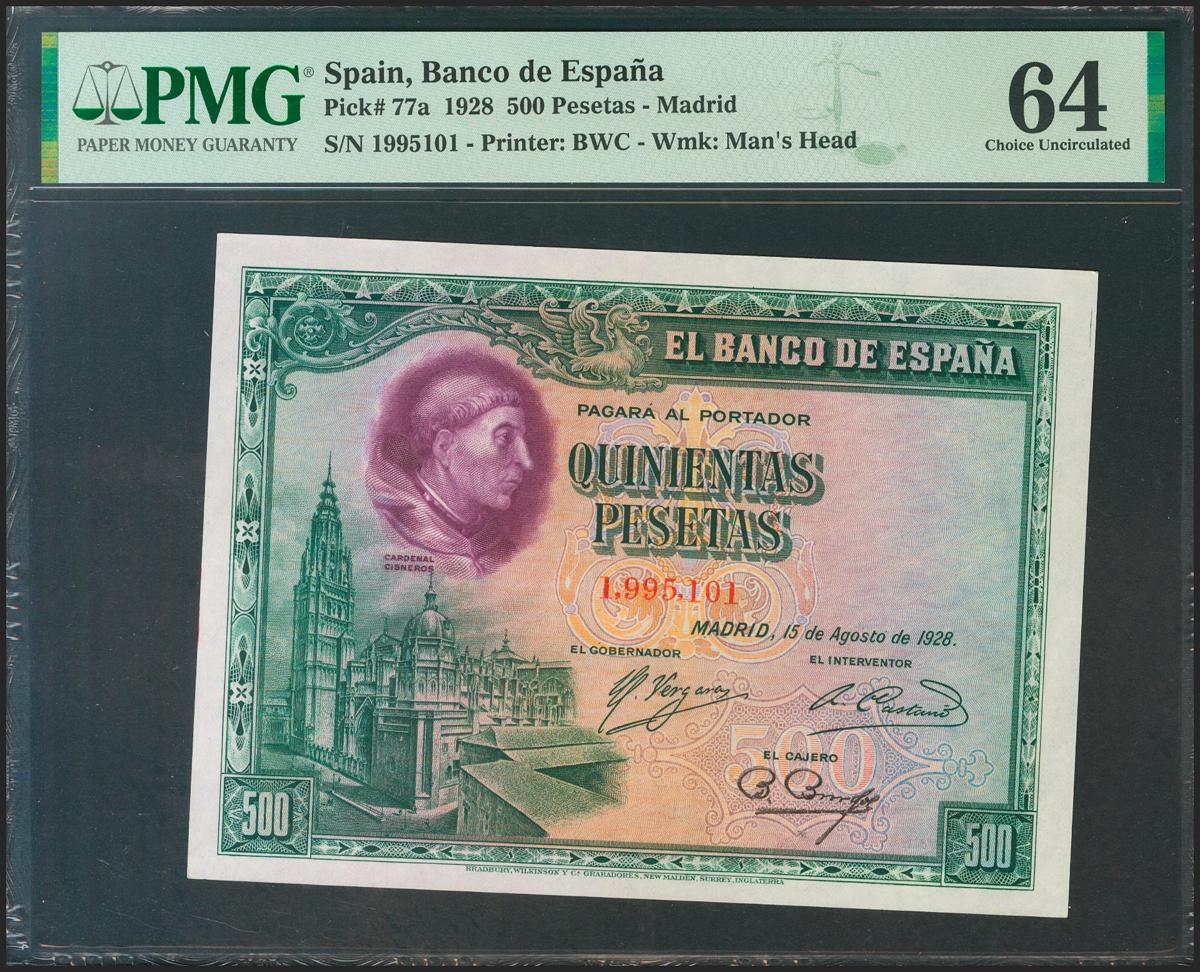 PMG®
PAPER MONEY GUARANTY
Spain, Banco de España
Pick# 77a 1928 500 Pesetas - Madrid
S/N 1995101 - Printer: BWC - Wmk: Man's Head
64
Choice Uncirculated
EL BANCO DE ESPAÑA
PAGARÁ AL PORTADOR
QUINIENTAS
PESETAS
CARDENAL
CISNEROS
1,995,101
MADRID, 15 de Agosto de 1928.
EL GOBERNADOR
EL INTERVENTOR
P. Vergara
A. Castaño
500
EL CAJERO
500
500
BRADBURY, WILKINSON Y Cª GRABADORES, NEW MALDEN, SURREY, INGLATERRA